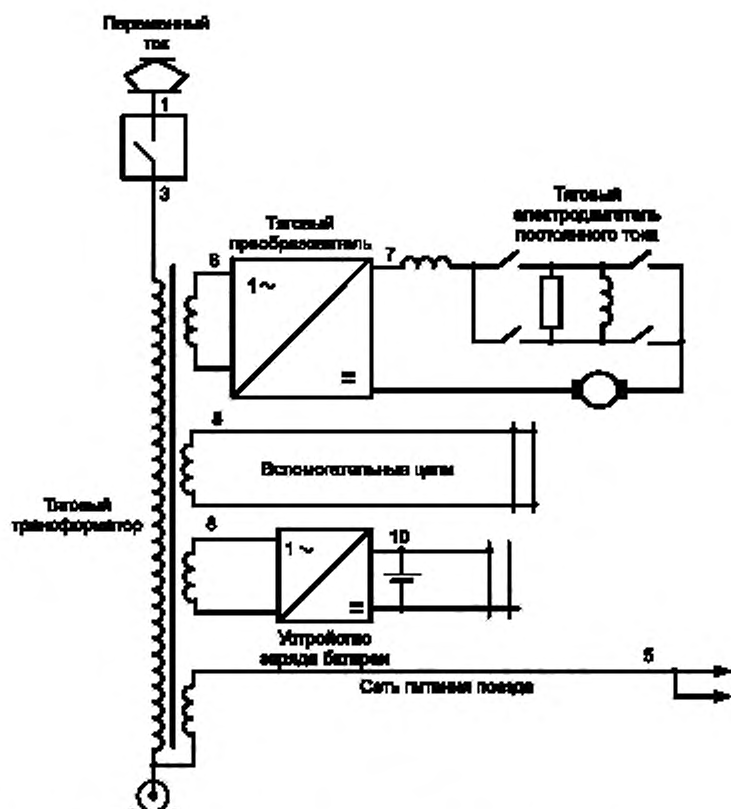 Переменный
ток
1
3
Тяговый
преобразователь
6
1~
=
7
Тяговый
электродвигатель
постоянного тока
8
Вспомогательные цепи
Тяговый
трансформатор
8
1~
=
10
Устройство
заряда батареи
5
Сеть питания поезда